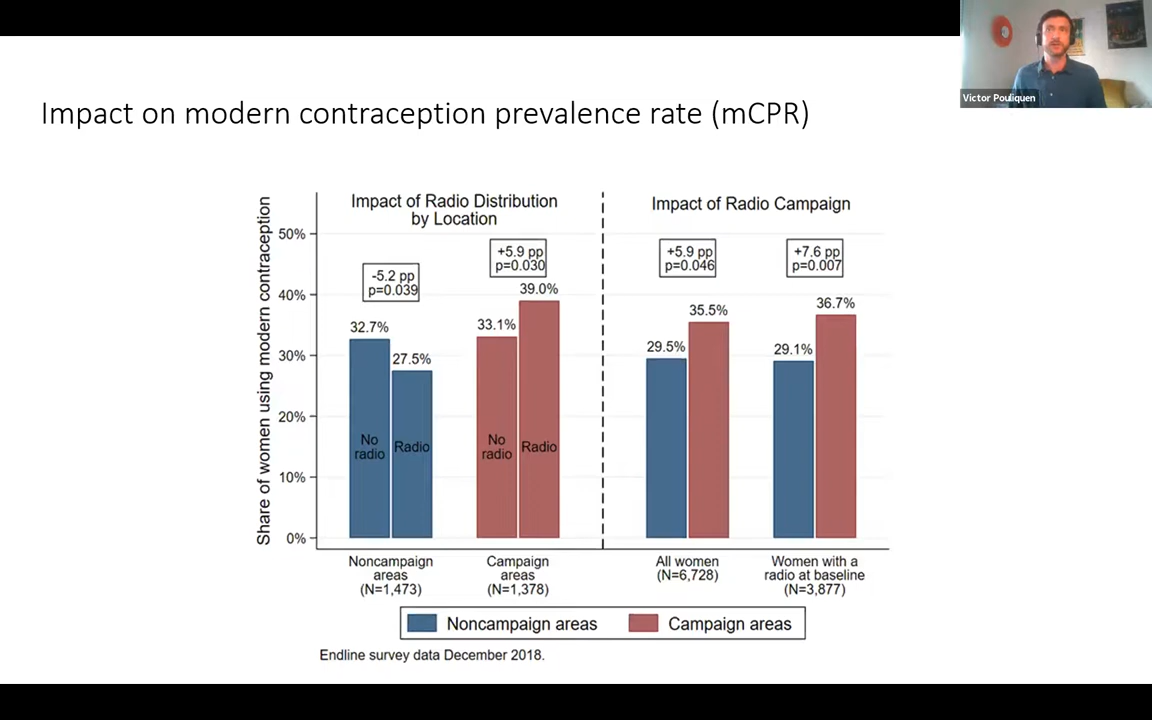 Victor Pouliquen
Impact on modern contraception prevalence rate (mCPR)
Share of women using modern contraception
50%
40%
30%
20%
10%
0%
Impact of Radio Distribution
by Location
-5.2 pp
p=0.039
+5.9 pp
p=0.030
32.7%
27.5%
33.1%
39.0%
No
radio
Radio
No
radio
Radio
Noncampaign
areas
(N=1,473)
Campaign
areas
(N=1,378)
Impact of Radio Campaign
+5.9 pp
p=0.046
+7.6 pp
p=0.007
29.5%
35.5%
29.1%
36.7%
All women
(N=6,728)
Women with a
radio at baseline
(N=3,877)
Noncampaign areas
Campaign areas
Endline survey data December 2018.